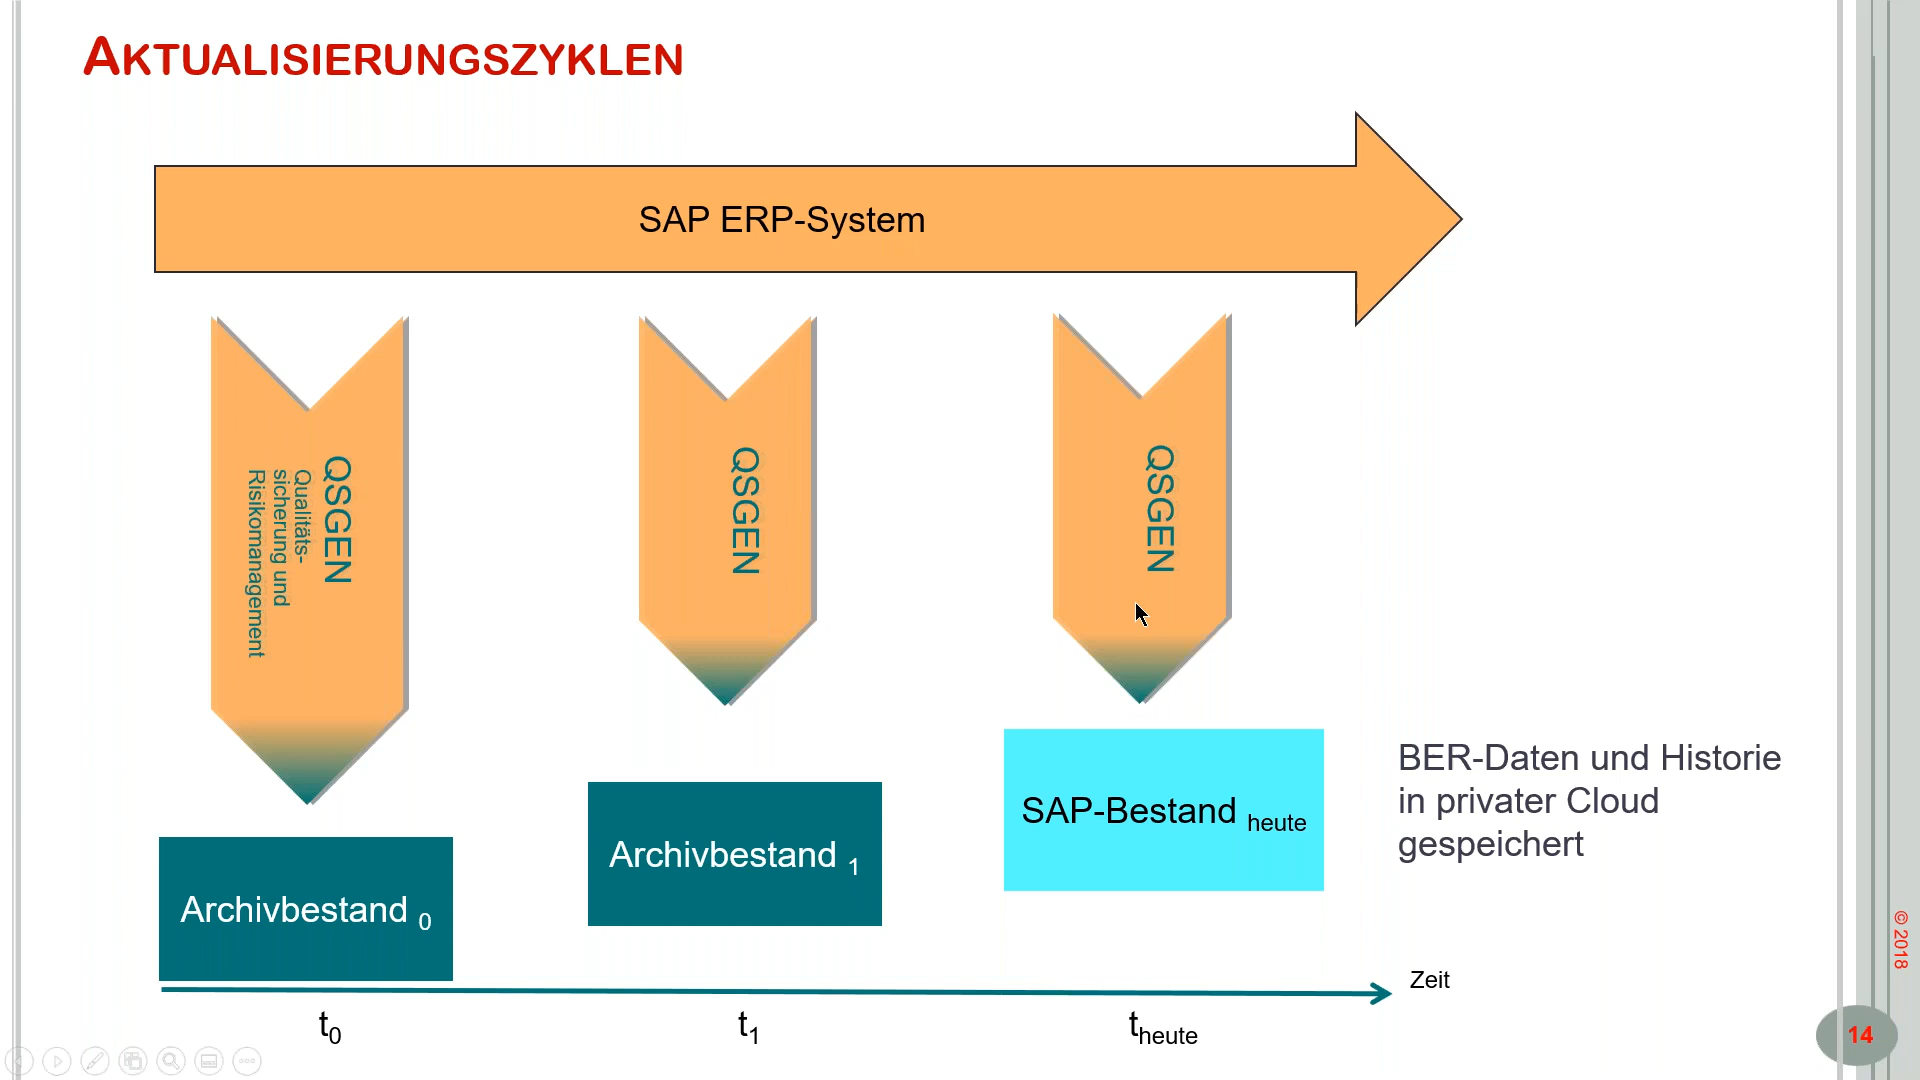 AKTUALISIERUNGSZYKLEN
SAP ERP-System
QSGEN
Qualitäts-
sicherung und
Risikomanagement
QSGEN
QSGEN
Archivbestand 0
Archivbestand 1
SAP-Bestand heute
BER-Daten und Historie
in privater Cloud
gespeichert
Zeit
t0
t1
theute
© 2018
14